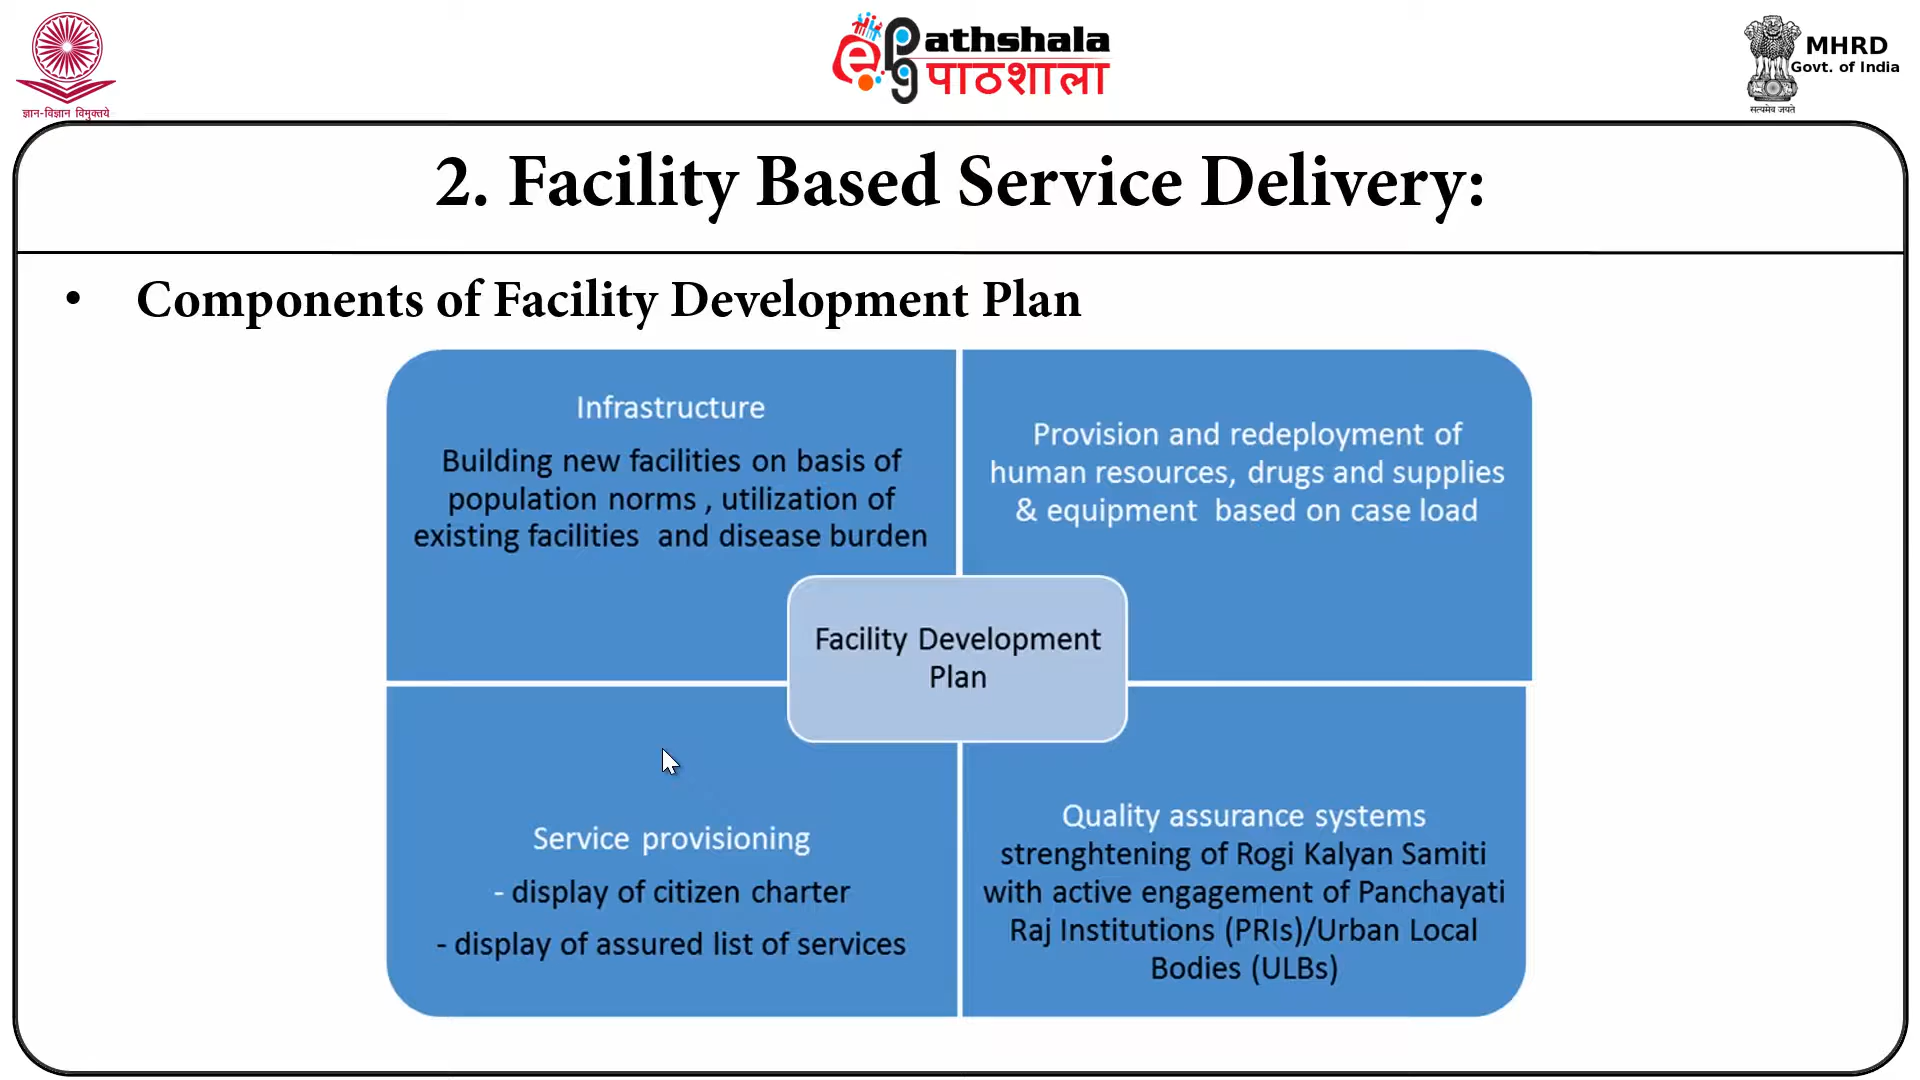 ज्ञान-विज्ञान विमुक्तये
ePG Pathshala
पाठशाला
MHRD
Govt. of India
सत्यमेव जयते
2. Facility Based Service Delivery:
• Components of Facility Development Plan
Infrastructure
Building new facilities on basis of
population norms , utilization of
existing facilities and disease burden
Provision and redeployment of
human resources, drugs and supplies
& equipment based on case load
Facility Development
Plan
Service provisioning
- display of citizen charter
- display of assured list of services
Quality assurance systems
strenghtening of Rogi Kalyan Samiti
with active engagement of Panchayati
Raj Institutions (PRIs)/Urban Local
Bodies (ULBs)